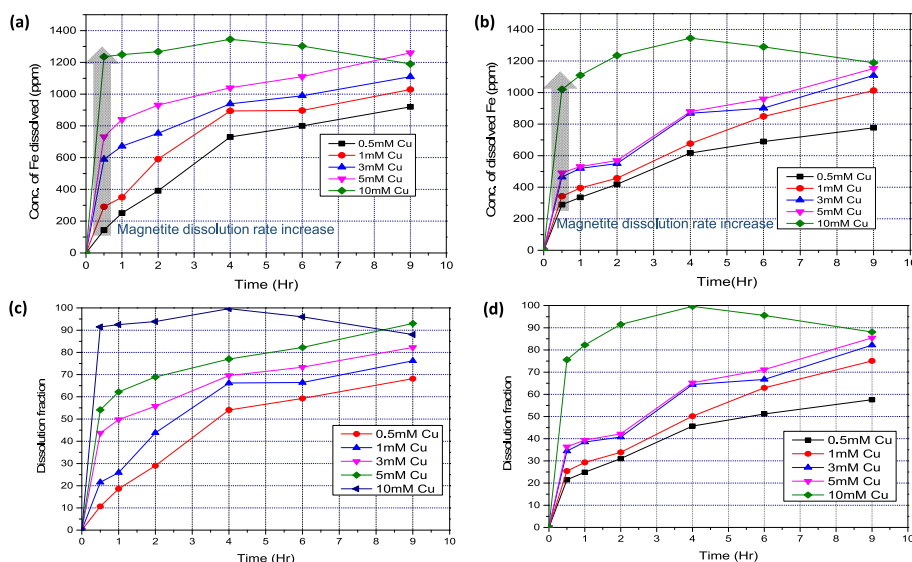 (a)
Conc. of Fe dissolved (ppm)
1400
1200
1000
800
600
400
200
0
0.5mM Cu
1mM Cu
3mM Cu
5mM Cu
10mM Cu
Magnetite dissolution rate increase
0 1 2 3 4 5 6 7 8 9 10
Time (Hr)
(b)
Conc. of dissolved Fe (ppm)
1400
1200
1000
800
600
400
200
0
0.5mM Cu
1mM Cu
3mM Cu
5mM Cu
10mM Cu
Magnetite dissolution rate increase
0 1 2 3 4 5 6 7 8 9 10
Time(Hr)
(c)
Dissolution fraction
100
90
80
70
60
50
40
30
20
10
0
0.5mM Cu
1mM Cu
3mM Cu
5mM Cu
10mM Cu
0 1 2 3 4 5 6 7 8 9 10
Time (Hr)
(d)
Dissolution fraction
100
90
80
70
60
50
40
30
20
10
0
0.5mM Cu
1mM Cu
3mM Cu
5mM Cu
10mM Cu
0 1 2 3 4 5 6 7 8 9 10
Time (Hr)